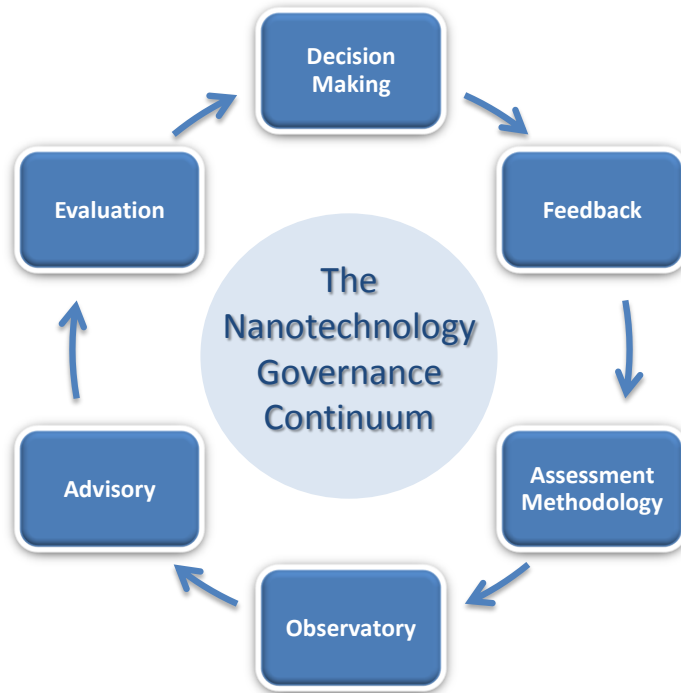 Decision
Making
Feedback
Assessment
Methodology
Observatory
Advisory
Evaluation
The
Nanotechnology
Governance
Continuum